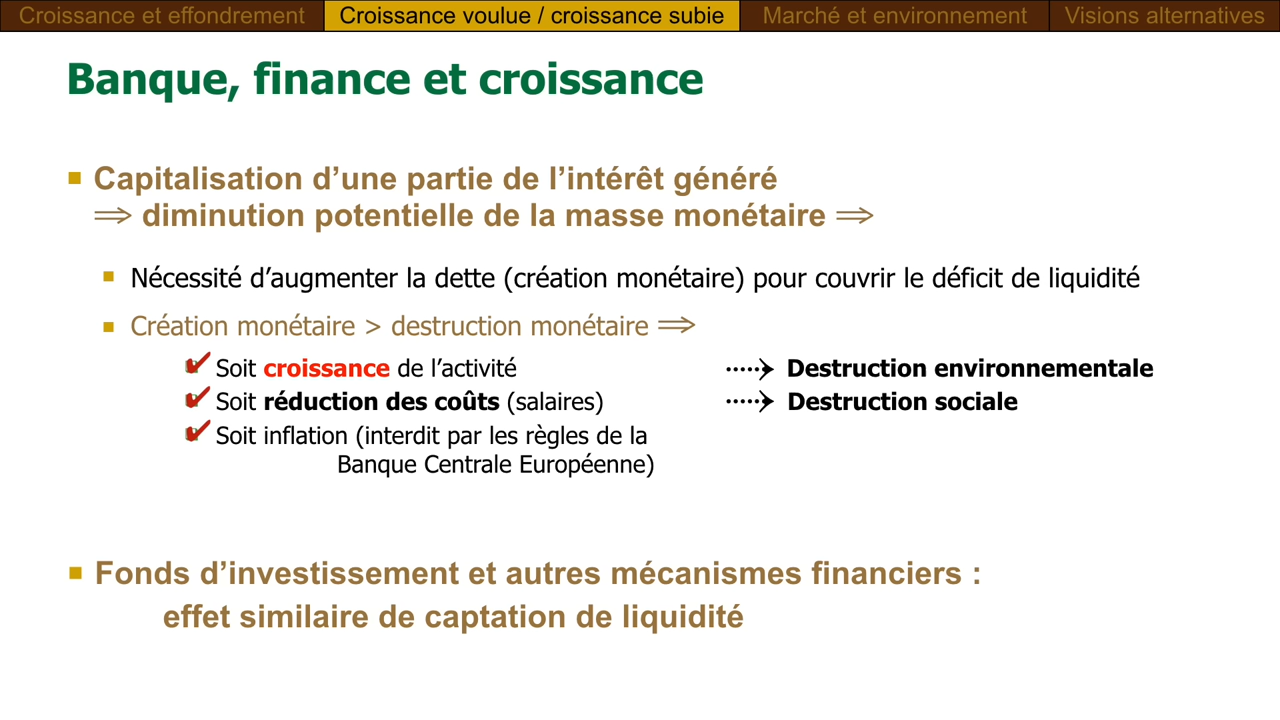 Croissance et effondrement
Croissance voulue / croissance subie
Marché et environnement
Visions alternatives
Banque, finance et croissance
Capitalisation d’une partie de l’intérêt généré
⇒ diminution potentielle de la masse monétaire ⇒
Nécessité d’augmenter la dette (création monétaire) pour couvrir le déficit de liquidité
Création monétaire > destruction monétaire ⇒
Soit croissance de l’activité
Destruction environnementale
Soit réduction des coûts (salaires)
Destruction sociale
Soit inflation (interdit par les règles de la
Banque Centrale Européenne)
Fonds d’investissement et autres mécanismes financiers :
effet similaire de captation de liquidité